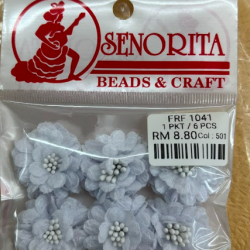 SENORITA
BEADS & CRAFT
FRF 1041
1 PKT / 6 PCS
RM 8.80 Col : 501